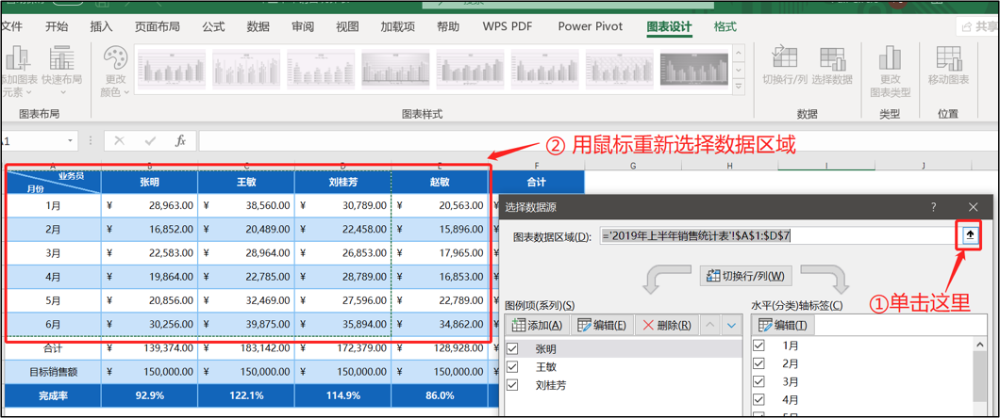 文件 开始 插入 页面布局 公式 数据 审阅 视图 加载项 帮助 WPS PDF Power Pivot 图表设计 格式 共享
添加图表元素 快速布局 更改颜色 切换行/列 选择数据 更改图表类型 移动图表
图表布局 图表样式 数据 类型 位置
A1 fx
② 用鼠标重新选择数据区域
A B C D E F G H I J
业务员 月份 张明 王敏 刘桂芳 赵敏 合计
1月 ¥ 28,963.00 ¥ 38,560.00 ¥ 30,789.00 ¥ 20,563.00 ¥
2月 ¥ 16,852.00 ¥ 20,489.00 ¥ 22,458.00 ¥ 15,896.00 ¥
3月 ¥ 22,583.00 ¥ 28,964.00 ¥ 26,853.00 ¥ 17,965.00 ¥
4月 ¥ 19,864.00 ¥ 22,785.00 ¥ 28,789.00 ¥ 16,853.00 ¥
5月 ¥ 20,856.00 ¥ 32,469.00 ¥ 27,596.00 ¥ 22,789.00 ¥
6月 ¥ 30,256.00 ¥ 39,875.00 ¥ 35,894.00 ¥ 34,862.00 ¥
合计 ¥ 139,374.00 ¥ 183,142.00 ¥ 172,379.00 ¥ 128,928.00 ¥
目标销售额 ¥ 150,000.00 ¥ 150,000.00 ¥ 150,000.00 ¥ 150,000.00 ¥
完成率 92.9% 122.1% 114.9% 86.0%
选择数据源 ?
图表数据区域(D): ='2019年上半年销售统计表'!$A$1:$D$7
①单击这里
切换行/列(W)
图例项(系列)(S) 水平(分类)轴标签(C)
添加(A) 编辑(E) 删除(R) 编辑(T)
张明 1月
王敏 2月
刘桂芳 3月
4月
5月